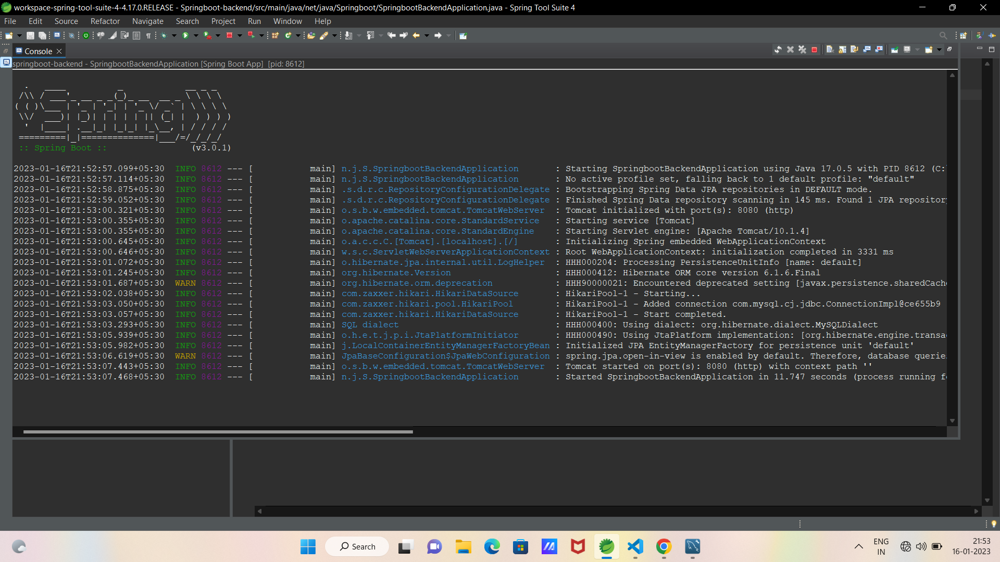 workspace-spring-tool-suite-4-4.17.0.RELEASE - Springboot-backend/src/main/java/net/java/Springboot/SpringbootBackendApplication.java - Spring Tool Suite 4
File Edit Source Refactor Navigate Search Project Run Window Help
Console
springboot-backend - SpringbootBackendApplication [Spring Boot App] [pid: 8612]
  .   ____          _            __ _ _
 /\\ / ___'_ __ _ _(_)_ __  __ _ \ \ \ \
( ( )\___ | '_ | '_| | '_ \/ _` | \ \ \ \
 \\/  ___)| |_)| | | | | || (_| |  ) ) ) )
  '  |____| .__|_| |_|_| |_\__, | / / / /
 =========|_|==============|___/=/_/_/_/
 :: Spring Boot ::                (v3.0.1)
2023-01-16T21:52:57.099+05:30  INFO 8612 --- [           main] n.j.S.SpringbootBackendApplication       : Starting SpringbootBackendApplication using Java 17.0.5 with PID 8612 (C:
2023-01-16T21:52:57.114+05:30  INFO 8612 --- [           main] n.j.S.SpringbootBackendApplication       : No active profile set, falling back to 1 default profile: "default"
2023-01-16T21:52:58.875+05:30  INFO 8612 --- [           main] .s.d.r.c.RepositoryConfigurationDelegate : Bootstrapping Spring Data JPA repositories in DEFAULT mode.
2023-01-16T21:52:59.052+05:30  INFO 8612 --- [           main] .s.d.r.c.RepositoryConfigurationDelegate : Finished Spring Data repository scanning in 145 ms. Found 1 JPA repository
2023-01-16T21:53:00.321+05:30  INFO 8612 --- [           main] o.s.b.w.embedded.tomcat.TomcatWebServer  : Tomcat initialized with port(s): 8080 (http)
2023-01-16T21:53:00.355+05:30  INFO 8612 --- [           main] o.apache.catalina.core.StandardService   : Starting service [Tomcat]
2023-01-16T21:53:00.355+05:30  INFO 8612 --- [           main] o.apache.catalina.core.StandardEngine    : Starting Servlet engine: [Apache Tomcat/10.1.4]
2023-01-16T21:53:00.645+05:30  INFO 8612 --- [           main] o.a.c.c.C.[Tomcat].[localhost].[/]       : Initializing Spring embedded WebApplicationContext
2023-01-16T21:53:00.646+05:30  INFO 8612 --- [           main] w.s.c.ServletWebServerApplicationContext : Root WebApplicationContext: initialization completed in 3331 ms
2023-01-16T21:53:01.072+05:30  INFO 8612 --- [           main] o.hibernate.jpa.internal.util.LogHelper  : HHH000204: Processing PersistenceUnitInfo [name: default]
2023-01-16T21:53:01.245+05:30  INFO 8612 --- [           main] org.hibernate.Version                    : HHH000412: Hibernate ORM core version 6.1.6.Final
2023-01-16T21:53:01.687+05:30  WARN 8612 --- [           main] org.hibernate.orm.deprecation            : HHH90000021: Encountered deprecated setting [javax.persistence.sharedCach
2023-01-16T21:53:02.038+05:30  INFO 8612 --- [           main] com.zaxxer.hikari.HikariDataSource       : HikariPool-1 - Starting...
2023-01-16T21:53:03.050+05:30  INFO 8612 --- [           main] com.zaxxer.hikari.pool.HikariPool        : HikariPool-1 - Added connection com.mysql.cj.jdbc.ConnectionImpl@ce655b9
2023-01-16T21:53:03.057+05:30  INFO 8612 --- [           main] com.zaxxer.hikari.HikariDataSource       : HikariPool-1 - Start completed.
2023-01-16T21:53:03.293+05:30  INFO 8612 --- [           main] SQL dialect                              : HHH000400: Using dialect: org.hibernate.dialect.MySQLDialect
2023-01-16T21:53:05.939+05:30  INFO 8612 --- [           main] o.h.e.t.j.p.i.JtaPlatformInitiator       : HHH000490: Using JtaPlatform implementation: [org.hibernate.engine.transa
2023-01-16T21:53:05.982+05:30  INFO 8612 --- [           main] j.LocalContainerEntityManagerFactoryBean : Initialized JPA EntityManagerFactory for persistence unit 'default'
2023-01-16T21:53:06.619+05:30  WARN 8612 --- [           main] JpaBaseConfiguration$JpaWebConfiguration : spring.jpa.open-in-view is enabled by default. Therefore, database querie
2023-01-16T21:53:07.443+05:30  INFO 8612 --- [           main] o.s.b.w.embedded.tomcat.TomcatWebServer  : Tomcat started on port(s): 8080 (http) with context path ''
2023-01-16T21:53:07.468+05:30  INFO 8612 --- [           main] n.j.S.SpringbootBackendApplication       : Started SpringbootBackendApplication in 11.747 seconds (process running f
Search
ENG
IN
21:53
16-01-2023